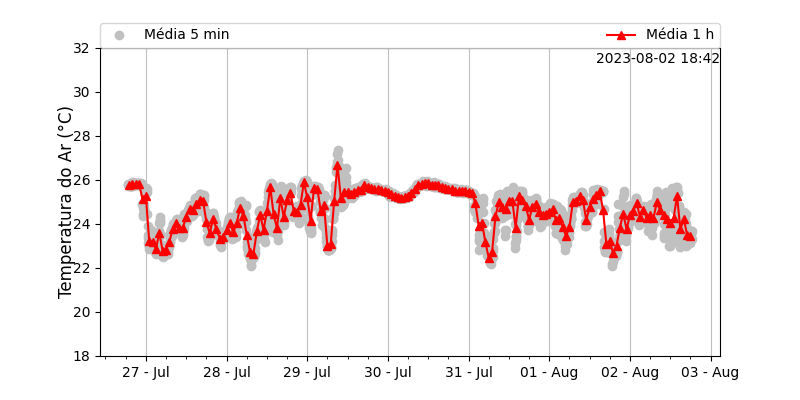 Média 5 min
Média 1 h
2023-08-02 18:42
Temperatura do Ar (°C)
32
30
28
26
24
22
20
18
27 - Jul
28 - Jul
29 - Jul
30 - Jul
31 - Jul
01 - Aug
02 - Aug
03 - Aug